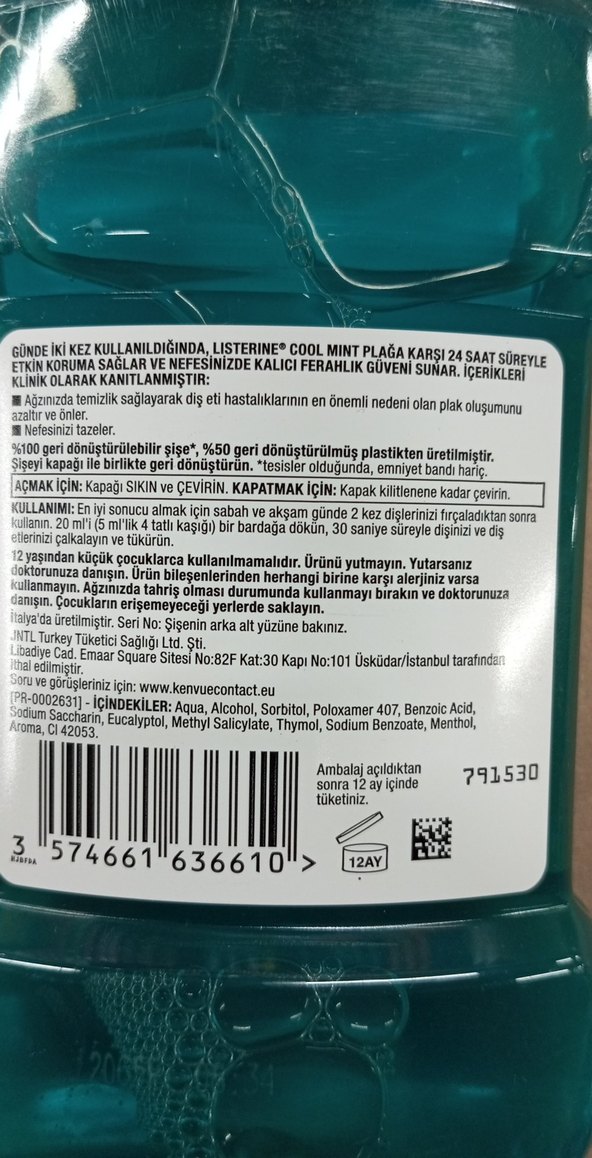 GÜNDE İKİ KEZ KULLANILDIĞINDA, LISTERINE® COOL MINT PLAĞA KARŞI 24 SAAT SÜREYLE
ETKİN KORUMA SAĞLAR VE NEFESİNİZDE KALICI FERAHLIK GÜVENİ SUNAR. İÇERİKLERİ
KLİNİK OLARAK KANITLANMIŞTIR:
■ Ağzınızda temizlik sağlayarak diş eti hastalıklarının en önemli nedeni olan plak oluşumunu
azaltır ve önler.
■ Nefesinizi tazeler.
%100 geri dönüştürülebilir şişe*, %50 geri dönüştürülmüş plastikten üretilmiştir.
Şişeyi kapağı ile birlikte geri dönüştürün. *tesisler olduğunda, emniyet bandı hariç.
AÇMAK İÇİN: Kapağı SIKIN ve ÇEVİRİN. KAPATMAK İÇİN: Kapak kilitlenene kadar çevirin.
KULLANIMI: En iyi sonucu almak için sabah ve akşam günde 2 kez dişlerinizi fırçaladıktan sonra
kullanın. 20 ml'i (5 ml'lik 4 tatlı kaşığı) bir bardağa dökün, 30 saniye süreyle dişinizi ve diş
etlerinizi çalkalayın ve tükürün.
12 yaşından küçük çocuklarca kullanılmamalıdır. Ürünü yutmayın. Yutarsanız
doktorunuza danışın. Ürün bileşenlerinden herhangi birine karşı alerjiniz varsa
kullanmayın. Ağzınızda tahriş olması durumunda kullanmayı bırakın ve doktorunuza
danışın. Çocukların erişemeyeceği yerlerde saklayın.
İtalya'da üretilmiştir. Seri No: Şişenin arka alt yüzüne bakınız.
JNTL Turkey Tüketici Sağlığı Ltd. Şti.
Libadiye Cad. Emaar Square Sitesi No:82F Kat:30 Kapı No:101 Üsküdar/İstanbul tarafından
ithal edilmiştir.
Soru ve görüşleriniz için: www.kenvuecontact.eu
[PR-0002631] - İÇİNDEKİLER: Aqua, Alcohol, Sorbitol, Poloxamer 407, Benzoic Acid,
Sodium Saccharin, Eucalyptol, Methyl Salicylate, Thymol, Sodium Benzoate, Menthol,
Aroma, CI 42053.
Ambalaj açıldıktan
sonra 12 ay içinde
tüketiniz.
791530
12AY
3 574661 636610 >